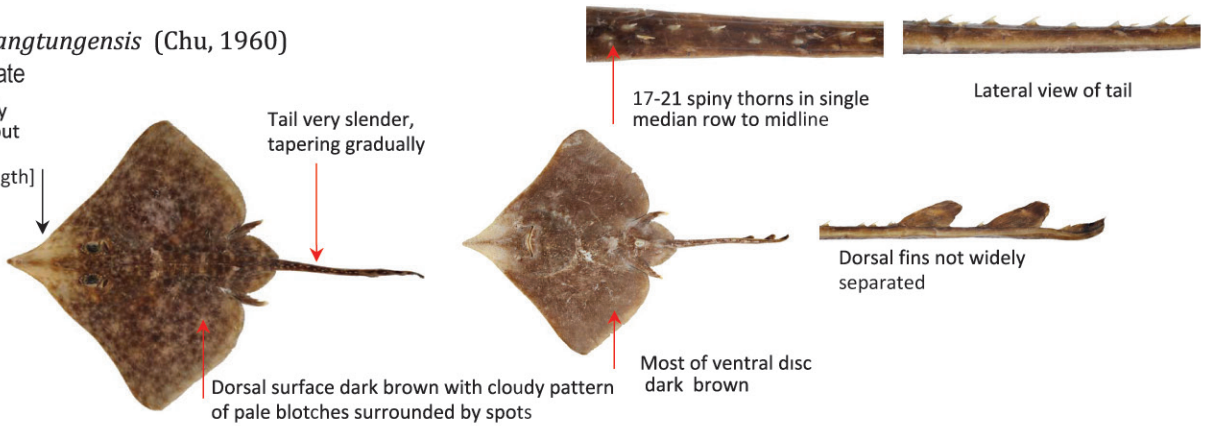 angtungensis (Chu, 1960)
ate
y
out
gth]
Tail very slender,
tapering gradually
17-21 spiny thorns in single
median row to midline
Lateral view of tail
Dorsal fins not widely
separated
Most of ventral disc
dark brown
Dorsal surface dark brown with cloudy pattern
of pale blotches surrounded by spots